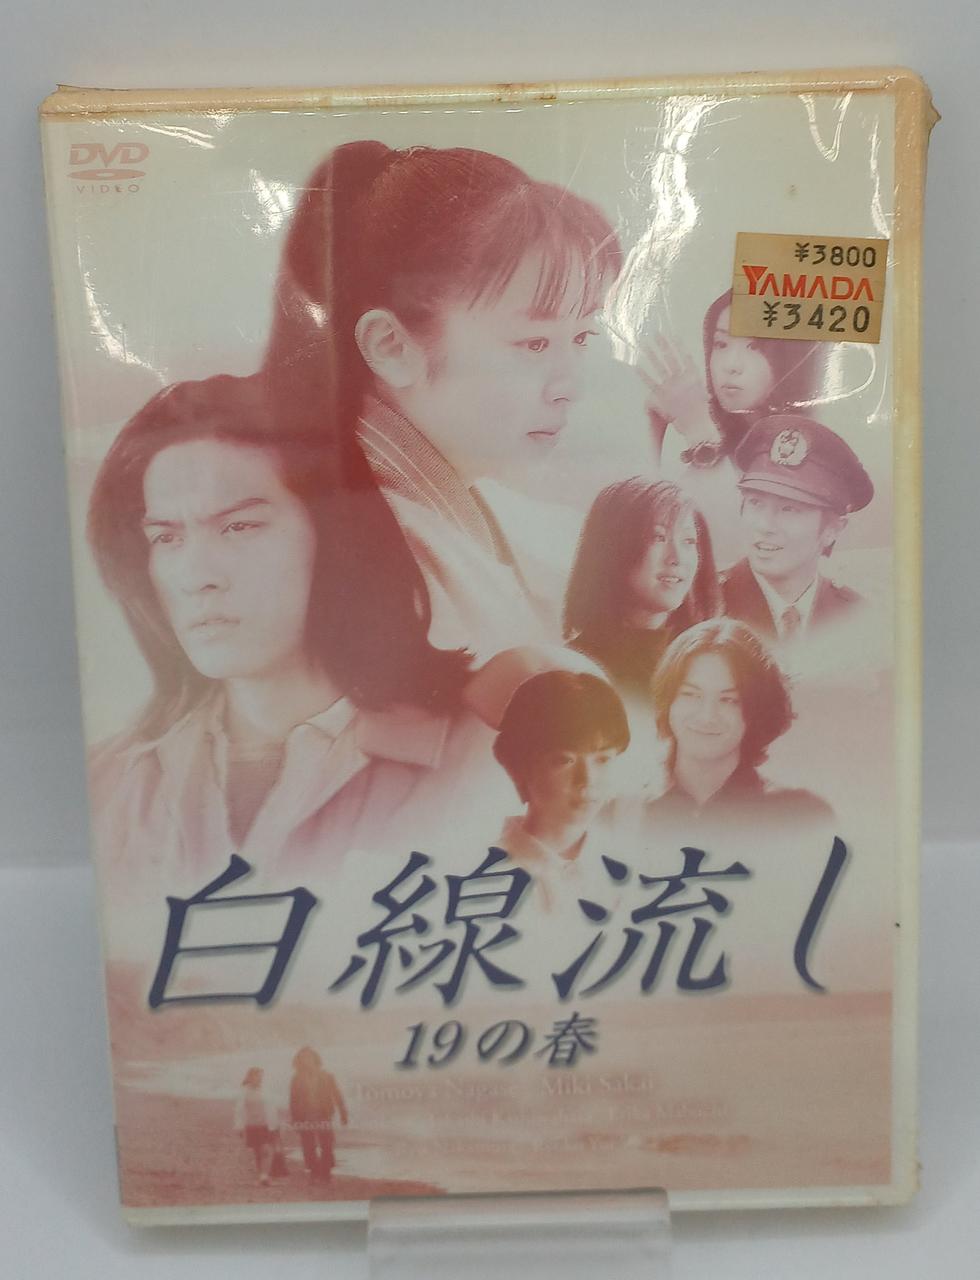 DVD
VIDEO
¥3800
YAMADA
¥3420
白線流し
19の春
Tomoya Nagase Miki Sakai